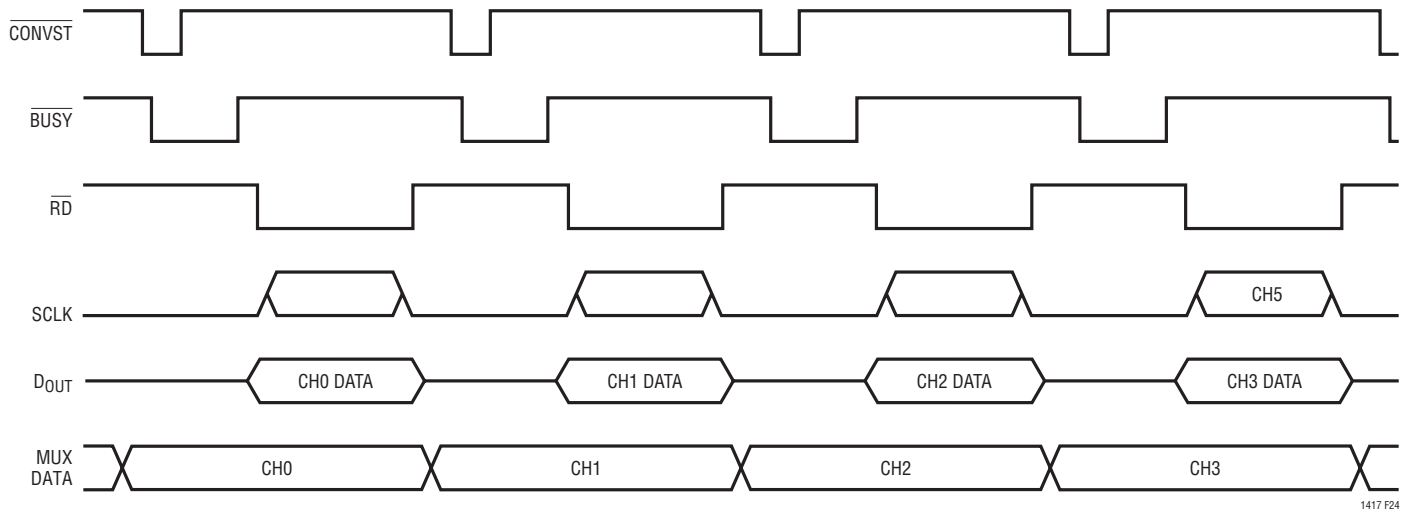 CONVST
BUSY
RD
SCLK
CH5
DOUT
CH0 DATA
CH1 DATA
CH2 DATA
CH3 DATA
MUX
DATA
CH0
CH1
CH2
CH3
1417 F24